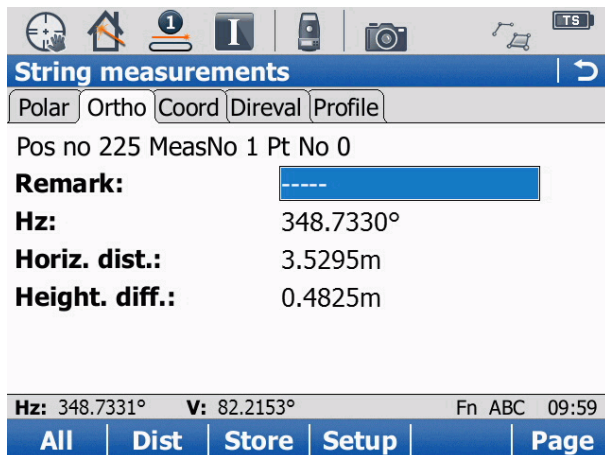 1 I TS
String measurements
Polar Ortho Coord Direval Profile
Pos no 225 MeasNo 1 Pt No 0
Remark: -----
Hz: 348.7330°
Horiz. dist.: 3.5295m
Height. diff.: 0.4825m
Hz: 348.7331° V: 82.2153° Fn ABC 09:59
All Dist Store Setup Page